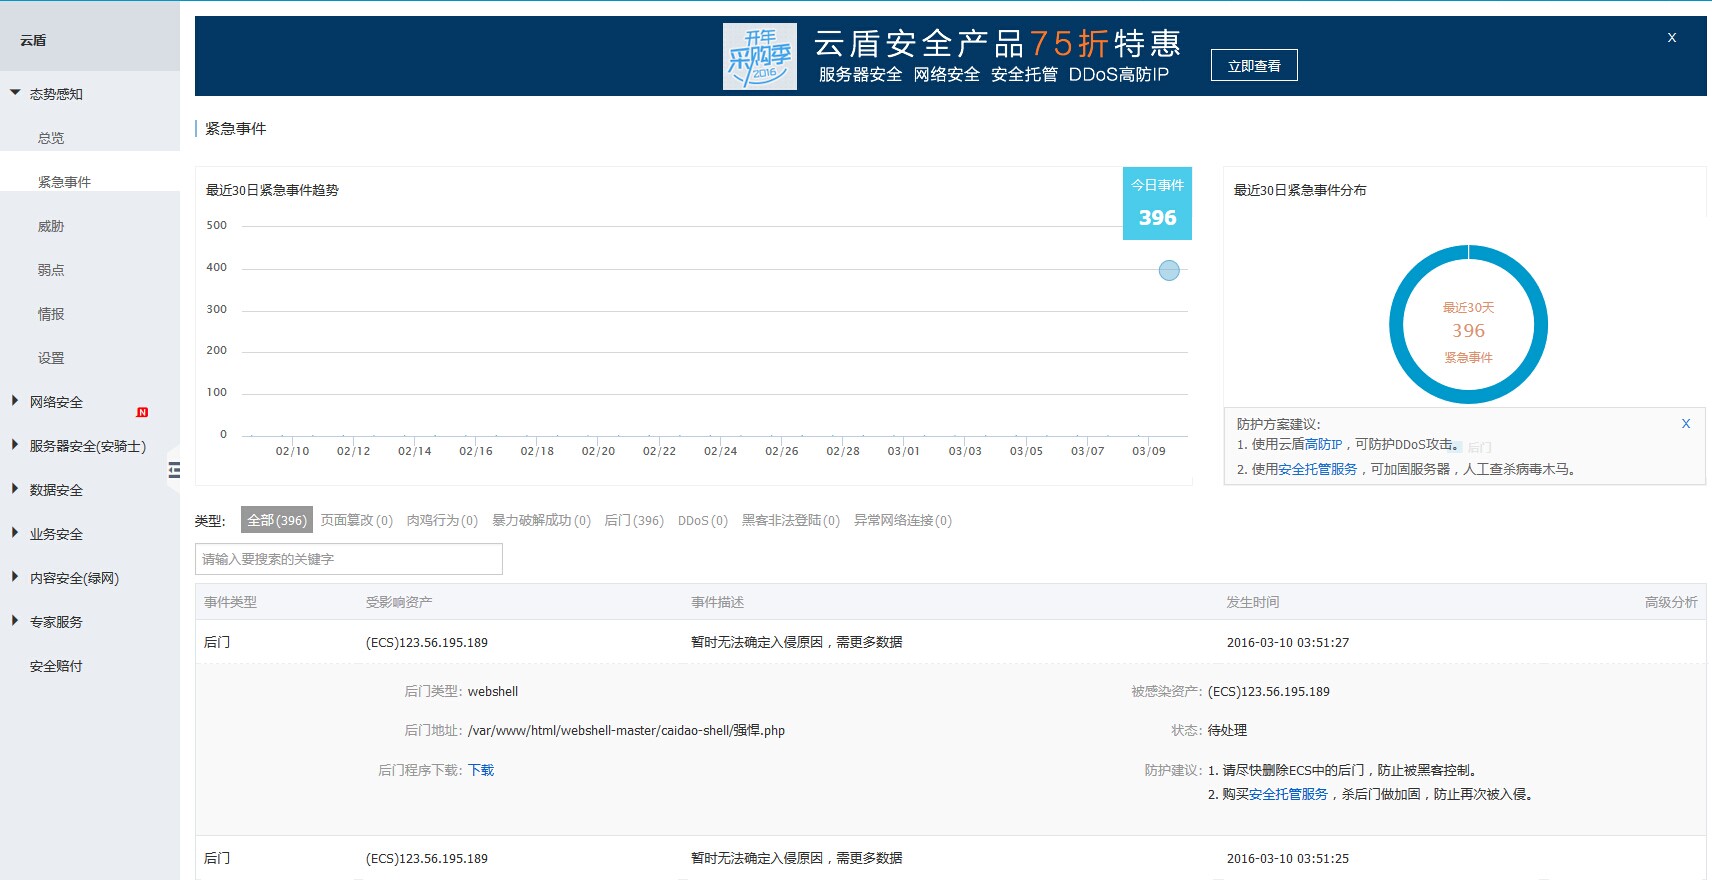 云盾
态势感知
总览
紧急事件
威胁
弱点
情报
设置
网络安全
N
服务器安全(安骑士)
数据安全
业务安全
内容安全(绿网)
专家服务
安全赔付
开年
采购季
2016
云盾安全产品75折特惠
服务器安全 网络安全 安全托管 DDoS高防IP
立即查看
X
紧急事件
最近30日紧急事件趋势
今日事件
396
500
400
300
200
100
0
02/10 02/12 02/14 02/16 02/18 02/20 02/22 02/24 02/26 02/28 03/01 03/03 03/05 03/07 03/09
最近30日紧急事件分布
最近30天
396
紧急事件
防护方案建议:
X
1. 使用云盾高防IP，可防护DDoS攻击。
后门
2. 使用安全托管服务，可加固服务器，人工查杀病毒木马。
类型: 全部(396) 页面篡改(0) 肉鸡行为(0) 暴力破解成功(0) 后门(396) DDoS(0) 黑客非法登陆(0) 异常网络连接(0)
请输入要搜索的关键字
事件类型 受影响资产 事件描述 发生时间 高级分析
后门 (ECS)123.56.195.189 暂时无法确定入侵原因，需更多数据 2016-03-10 03:51:27
后门类型: webshell 被感染资产: (ECS)123.56.195.189
后门地址: /var/www/html/webshell-master/caidao-shell/强悍.php 状态: 待处理
后门程序下载: 下载 防护建议: 1. 请尽快删除ECS中的后门，防止被黑客控制。
2. 购买安全托管服务，杀后门做加固，防止再次被入侵。
后门 (ECS)123.56.195.189 暂时无法确定入侵原因，需更多数据 2016-03-10 03:51:25